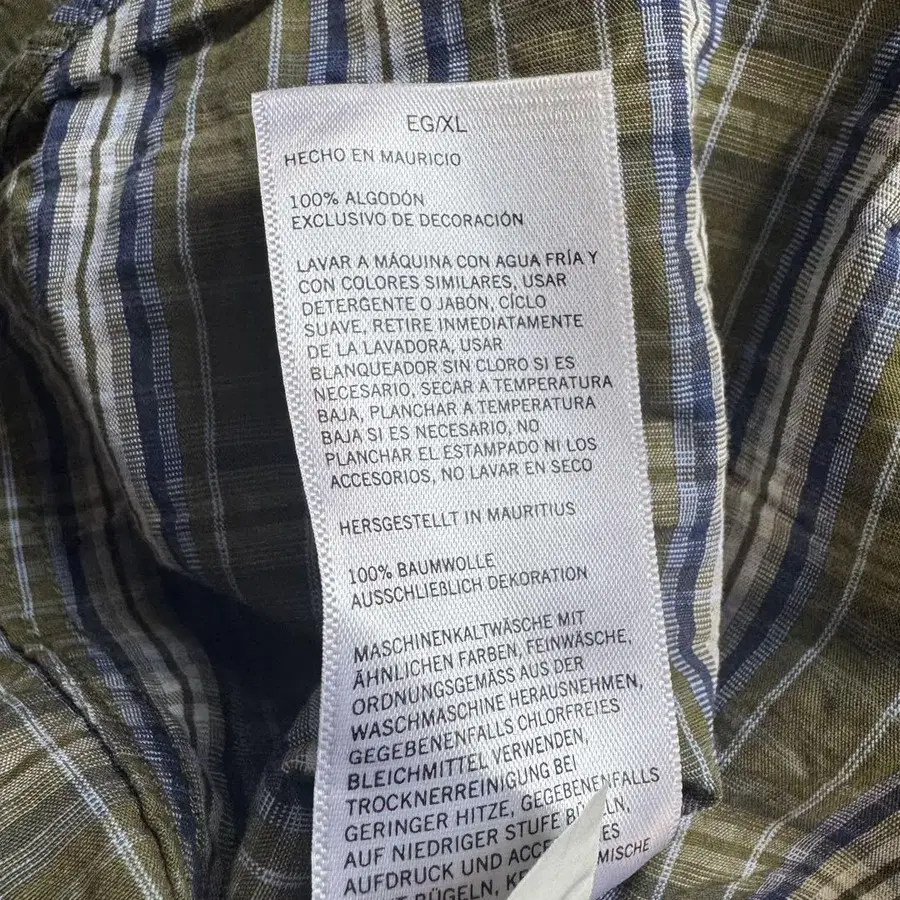 EG/XL
HECHO EN MAURICIO
100% ALGODÓN
EXCLUSIVO DE DECORACIÓN
LAVAR A MÁQUINA CON AGUA FRÍA Y
CON COLORES SIMILARES, USAR
DETERGENTE O JABÓN, CÍCLO
SUAVE, RETIRE INMEDIATAMENTE
DE LA LAVADORA, USAR
BLANQUEADOR SIN CLORO SI ES
NECESARIO, SECAR A TEMPERATURA
BAJA, PLANCHAR A TEMPERATURA
BAJA SI ES NECESARIO, NO
PLANCHAR EL ESTAMPADO NI LOS
ACCESORIOS, NO LAVAR EN SECO
HERSGESTELLT IN MAURITIUS
100% BAUMWOLLE
AUSSCHLIEßLICH DEKORATION
MASCHINENKALTWÄSCHE MIT
ÄHNLICHEN FARBEN, FEINWÄSCHE,
ORDNUNGSGEMÄSS AUS DER
WASCHMASCHINE HERAUSNEHMEN,
GEGEBENENFALLS CHLORFREIES
BLEICHMITTEL VERWENDEN,
TROCKNERREINIGUNG BEI
GERINGER HITZE, GEGEBENENFALLS
AUF NIEDRIGER STUFE BÜGELN,
AUFDRUCK UND
BÜGELN,